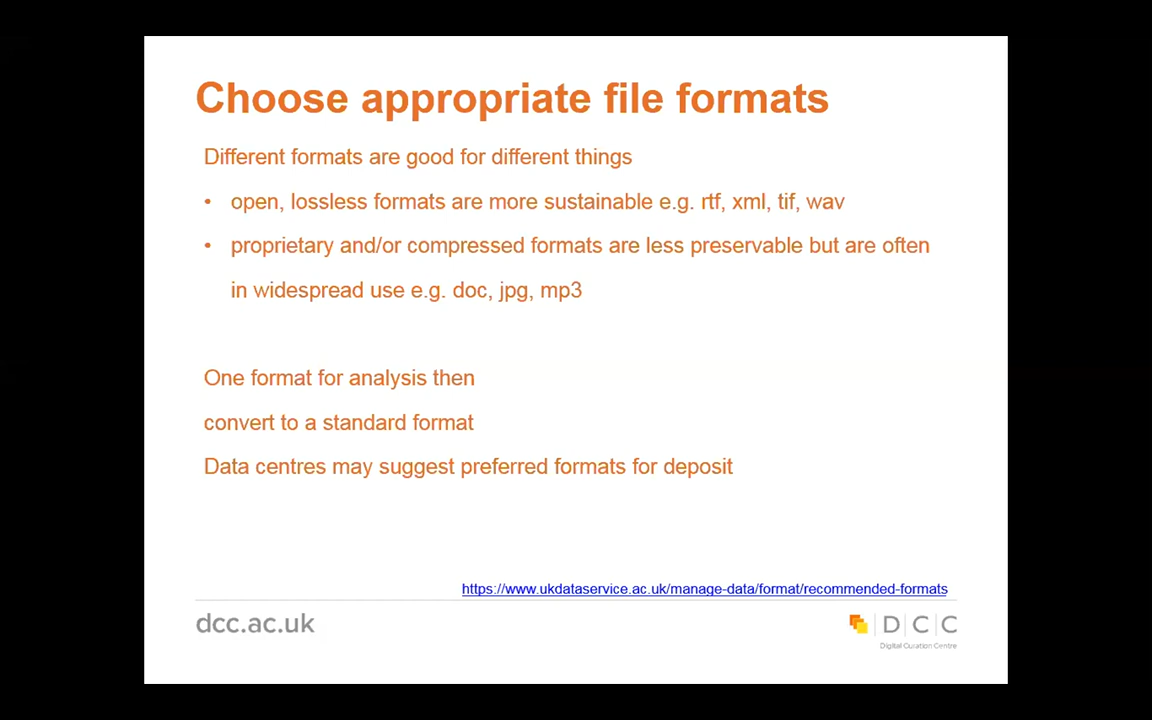 Choose appropriate file formats
Different formats are good for different things
• open, lossless formats are more sustainable e.g. rtf, xml, tif, wav
• proprietary and/or compressed formats are less preservable but are often
in widespread use e.g. doc, jpg, mp3
One format for analysis then
convert to a standard format
Data centres may suggest preferred formats for deposit
https://www.ukdataservice.ac.uk/manage-data/format/recommended-formats
dcc.ac.uk
D|C|C
Digital Curation Centre